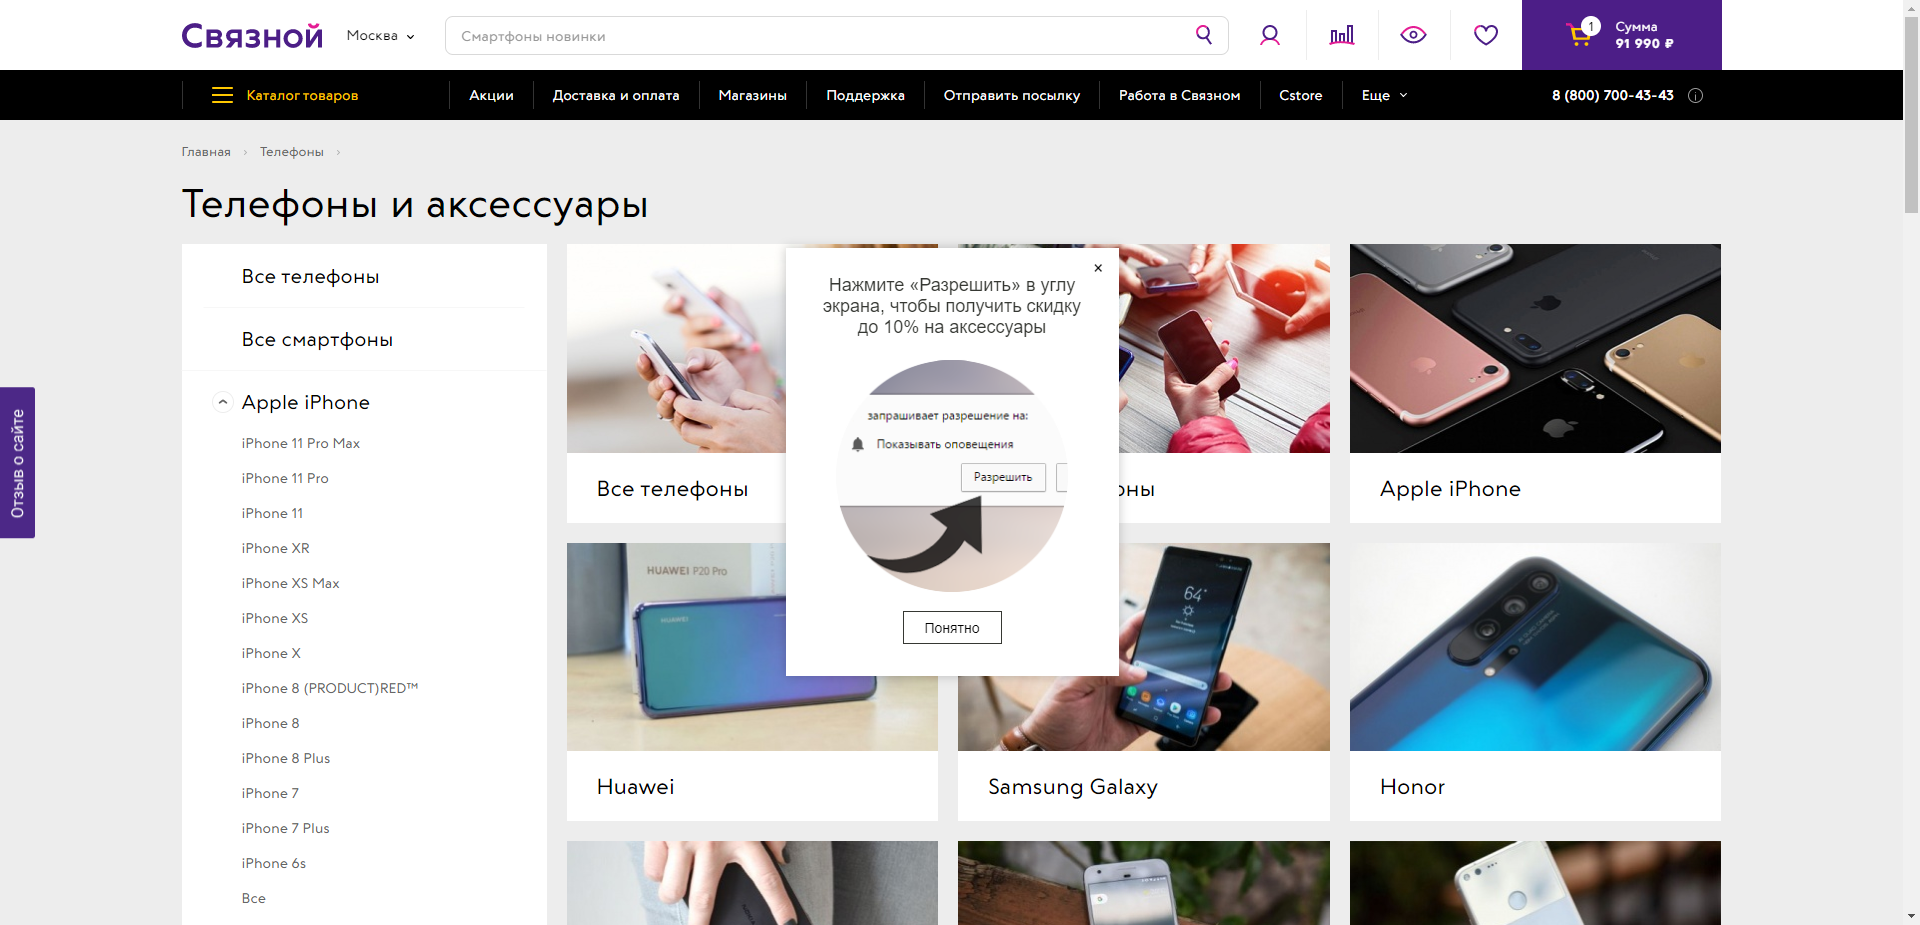 Связной
Москва
Смартфоны новинки
1
Сумма
91 990 ₽
Каталог товаров
Акции
Доставка и оплата
Магазины
Поддержка
Отправить посылку
Работа в Связном
Cstore
Еще
8 (800) 700-43-43
Главная
Телефоны
Телефоны и аксессуары
Все телефоны
Все смартфоны
Apple iPhone
iPhone 11 Pro Max
iPhone 11 Pro
iPhone 11
iPhone XR
iPhone XS Max
iPhone XS
iPhone X
iPhone 8 (PRODUCT)RED™
iPhone 8
iPhone 8 Plus
iPhone 7
iPhone 7 Plus
iPhone 6s
Все
Отзыв о сайте
Нажмите «Разрешить» в углу
экрана, чтобы получить скидку
до 10% на аксессуары
запрашивает разрешение на:
Показывать оповещения
Разрешить
Понятно
Все телефоны
оны
Apple iPhone
HUAWEI P20 Pro
HUAWEI
64°
Huawei
Samsung Galaxy
Honor